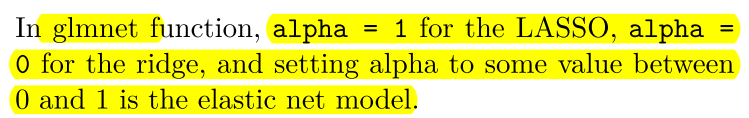 In glmnet function, alpha = 1 for the LASSO, alpha =
0 for the ridge, and setting alpha to some value between
0 and 1 is the elastic net model.